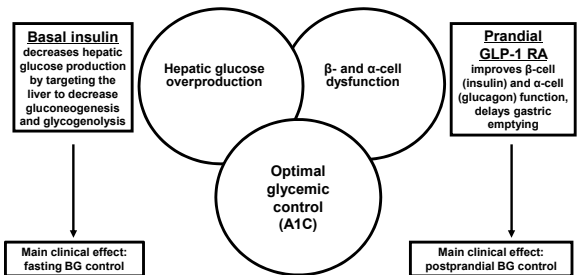 Basal insulin
decreases hepatic
glucose production
by targeting the
liver to decrease
gluconeogenesis
and glycogenolysis
Hepatic glucose
overproduction
β- and α-cell
dysfunction
Prandial
GLP-1 RA
improves β-cell
(insulin) and α-cell
(glucagon) function,
delays gastric
emptying
Optimal
glycemic
control
(A1C)
Main clinical effect:
fasting BG control
Main clinical effect:
postprandial BG control